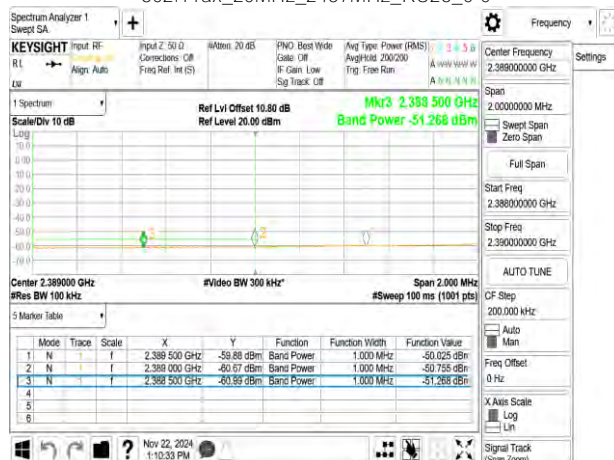 Spectrum Analyzer 1
Swept SA
+
Frequency
Settings
KEYSIGHT
Input RF
Input Z: 50 Ω
#Atten: 20 dB
PNO: Best Wide
Avg Type: Power (RMS)
RL
Corrections: Off
Gate: Off
Avg|Hold: 200/200
Align: Auto
Freq Ref: Int (S)
IF Gain: Low
Trig: Free Run
Sig Track: Off
LW
Center Frequency
2.389000000 GHz
1 Spectrum
Ref Lvl Offset 10.80 dB
Mkr3 2.388 500 GHz
Scale/Div 10 dB
Ref Level 20.00 dBm
Band Power -51.268 dBm
Log
Span
2.00000000 MHz
Swept Span
Zero Span
Full Span
Start Freq
2.388000000 GHz
Stop Freq
2.390000000 GHz
AUTO TUNE
Center 2.389000 GHz
#Video BW 300 kHz*
Span 2.000 MHz
#Res BW 100 kHz
#Sweep 100 ms (1001 pts)
CF Step
200.000 kHz
Auto
Man
5 Marker Table
Mode Trace Scale X Y Function Function Width Function Value
1 N 1 f 2.389 500 GHz -59.88 dBm Band Power 1.000 MHz -50.025 dBm
2 N 1 f 2.389 000 GHz -60.67 dBm Band Power 1.000 MHz -50.755 dBm
3 N 1 f 2.388 500 GHz -60.99 dBm Band Power 1.000 MHz -51.268 dBm
4
5
6
Freq Offset
0 Hz
X Axis Scale
Log
Lin
Signal Track
(Span Zoom)
?
Nov 22, 2024
1:10:33 PM